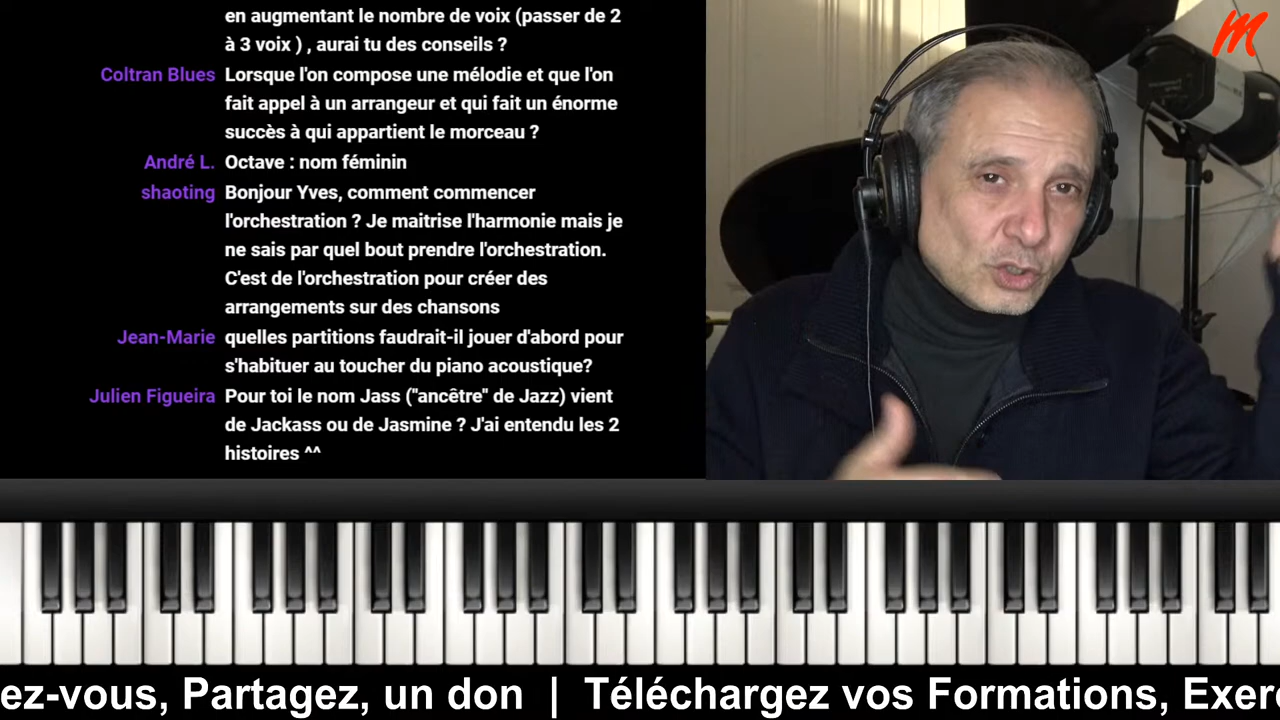 en augmentant le nombre de voix (passer de 2
à 3 voix ) , aurai tu des conseils ?
Coltran Blues Lorsque l'on compose une mélodie et que l'on
fait appel à un arrangeur et qui fait un énorme
succès à qui appartient le morceau ?
André L. Octave : nom féminin
shaoting Bonjour Yves, comment commencer
l'orchestration ? Je maitrise l'harmonie mais je
ne sais par quel bout prendre l'orchestration.
C'est de l'orchestration pour créer des
arrangements sur des chansons
Jean-Marie quelles partitions faudrait-il jouer d'abord pour
s'habituer au toucher du piano acoustique?
Julien Figueira Pour toi le nom Jass ("ancêtre" de Jazz) vient
de Jackass ou de Jasmine ? J'ai entendu les 2
histoires ^^
M
ez-vous, Partagez, un don | Téléchargez vos Formations, Exer